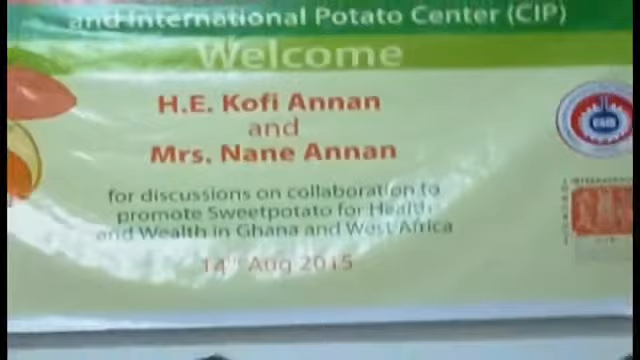 and International Potato Center (CIP)
Welcome
H.E. Kofi Annan
and
Mrs. Nane Annan
for discussions on collaboration to
promote Sweetpotato for Health
and Wealth in Ghana and West Africa
14th Aug 2015